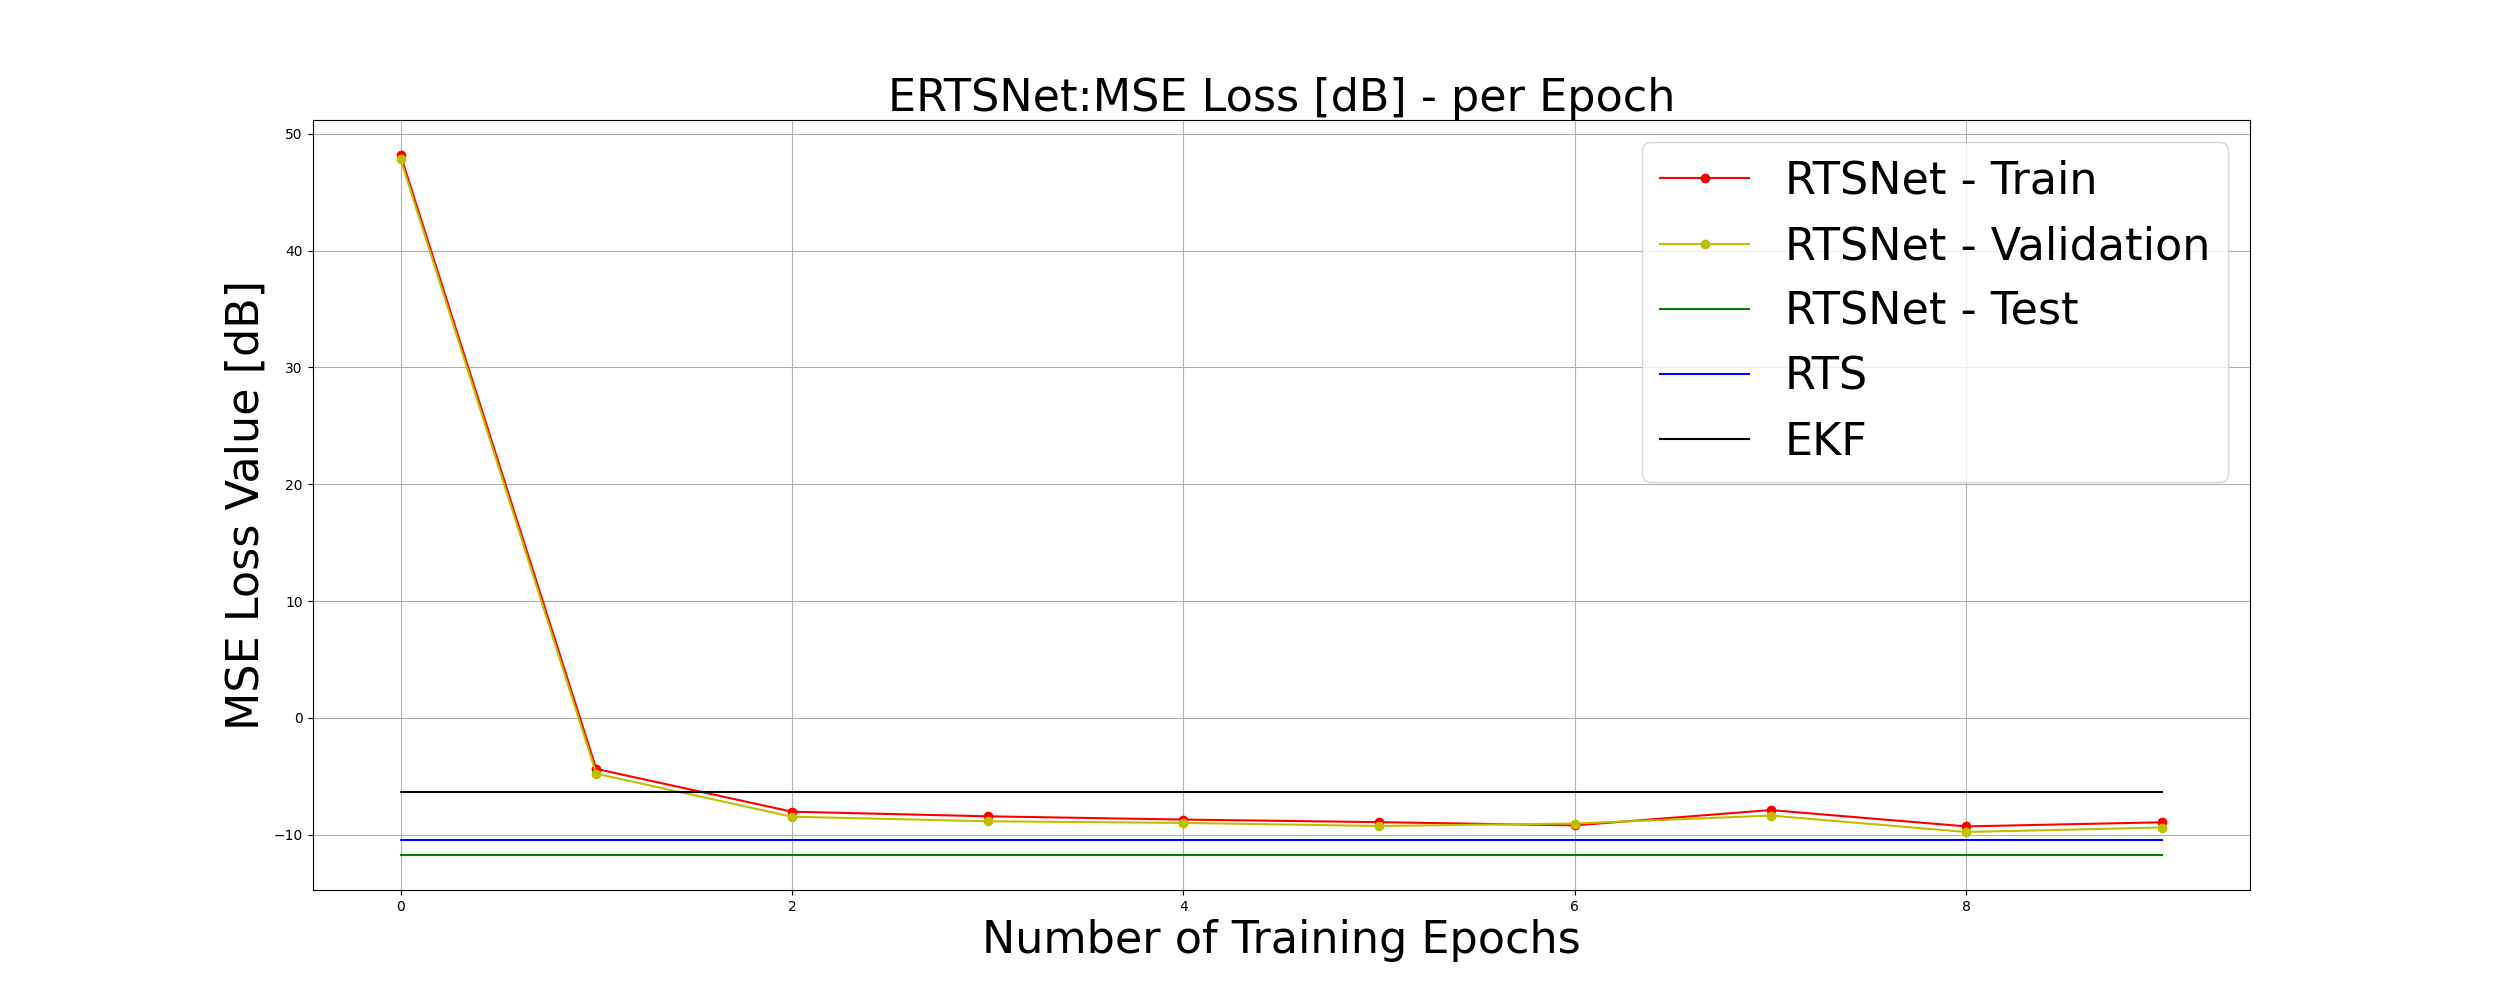 ERTSNet:MSE Loss [dB] - per Epoch
MSE Loss Value [dB]
50
40
30
20
10
0
−10
RTSNet - Train
RTSNet - Validation
RTSNet - Test
RTS
EKF
0 2 4 6 8
Number of Training Epochs